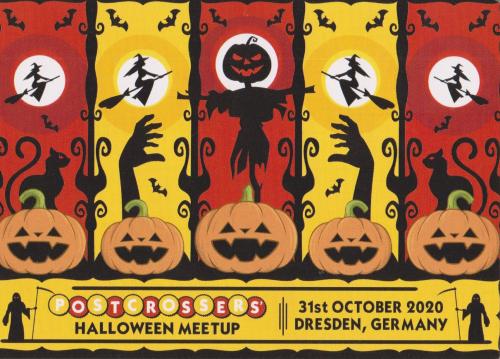 POSTCROSSERS'
HALLOWEEN MEETUP
31st OCTOBER 2020
DRESDEN, GERMANY